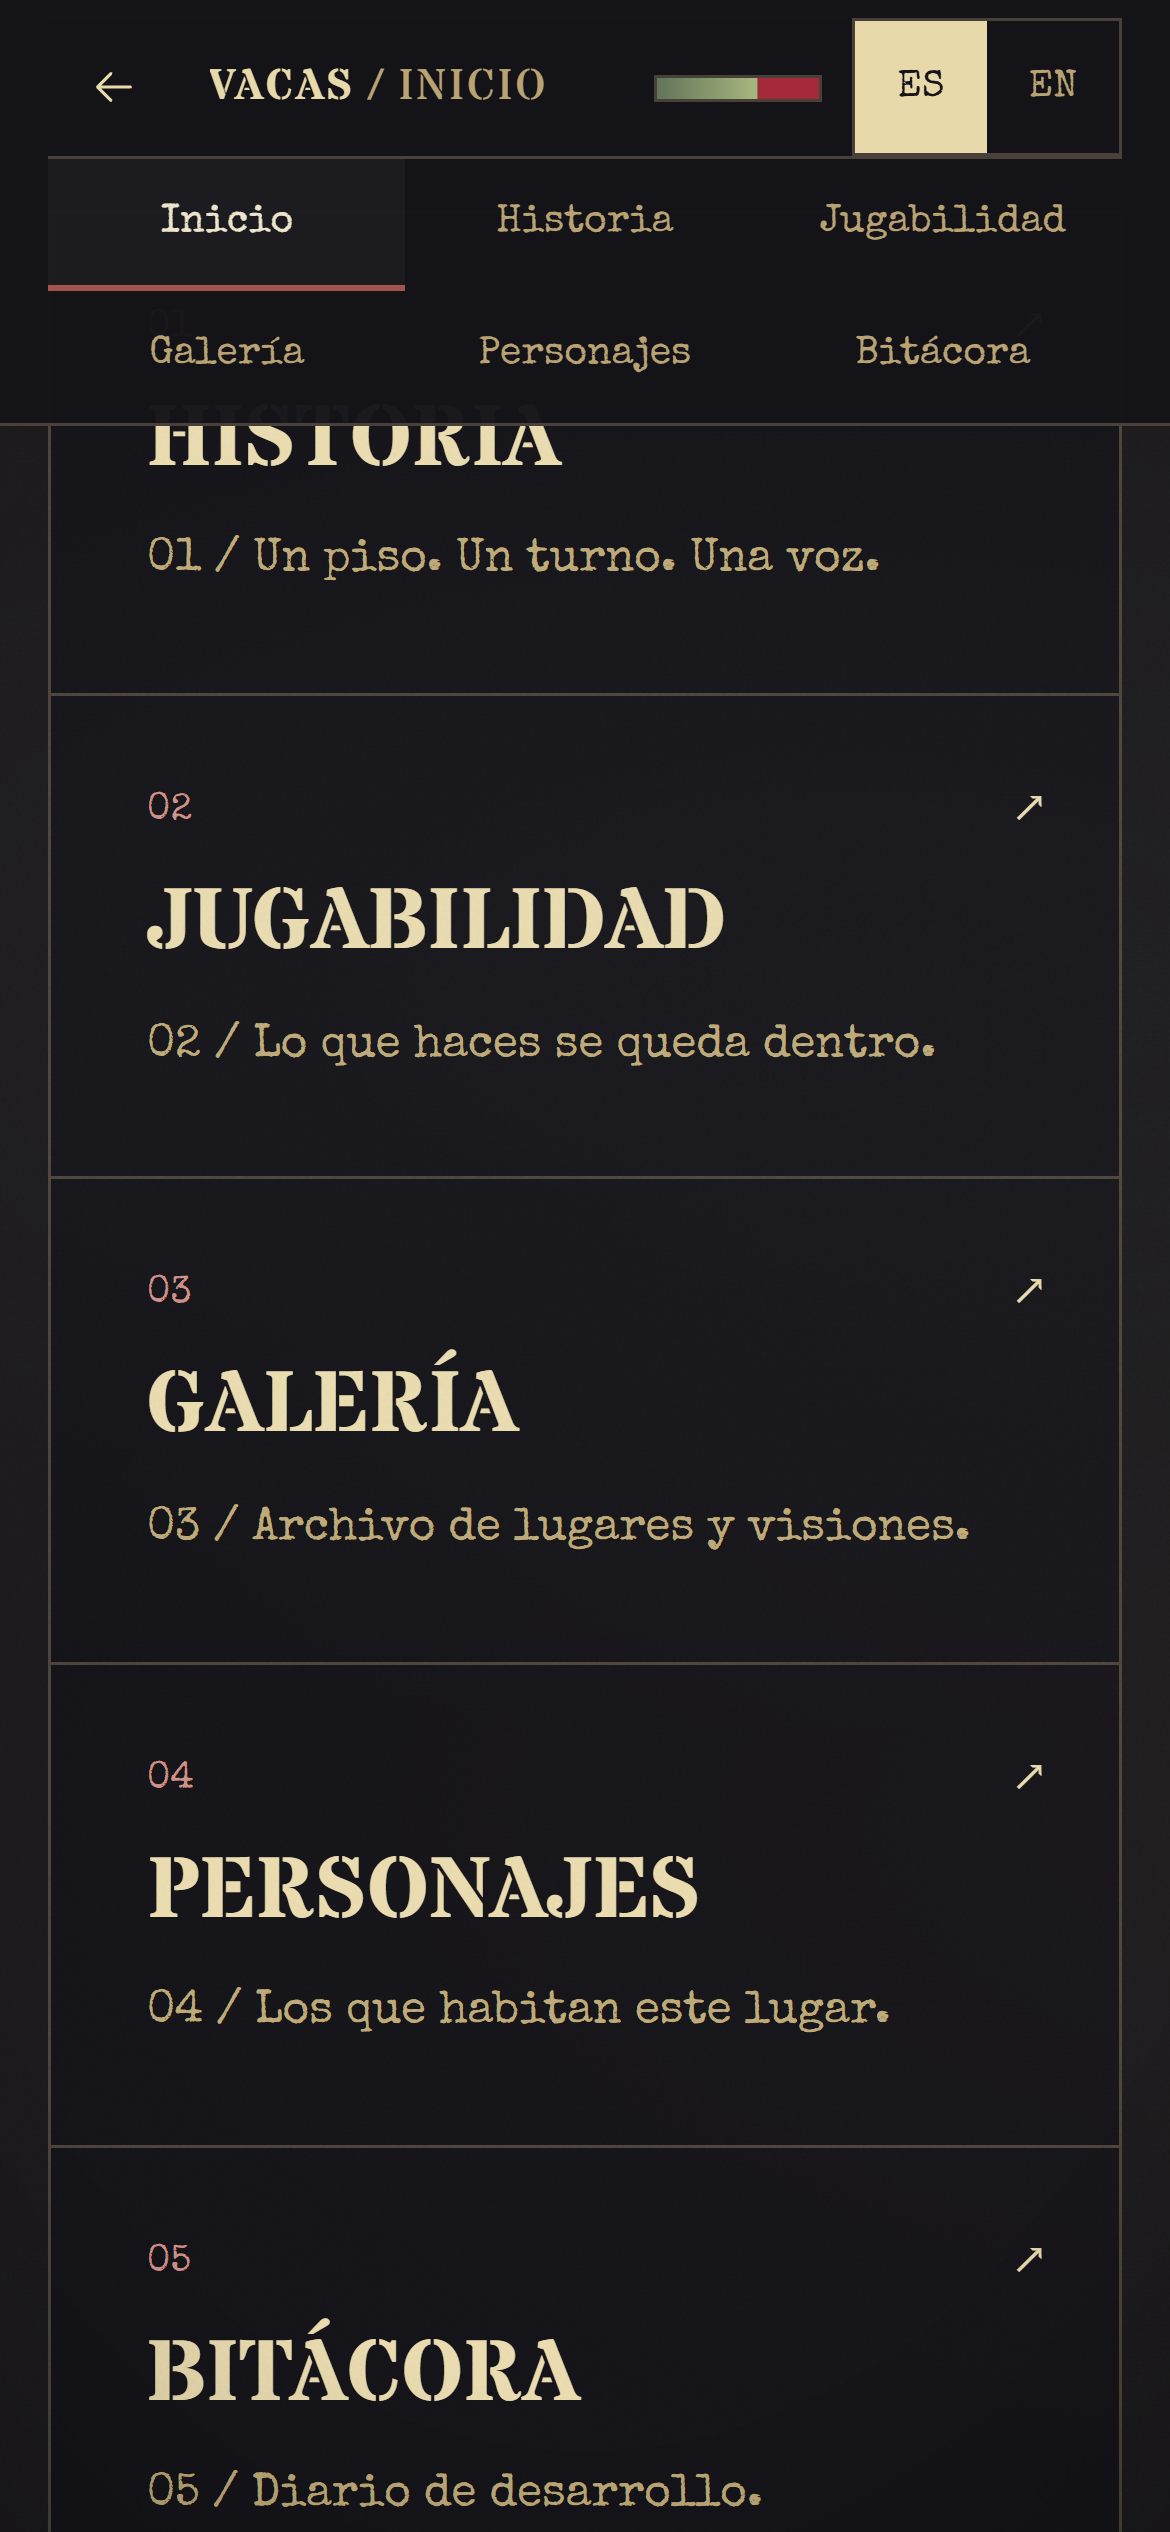 ← VACAS / INICIO ES EN
Inicio Historia Jugabilidad
01 ↗
Galería Personajes Bitácora
HISTORIA
01 / Un piso. Un turno. Una voz.
02 ↗
JUGABILIDAD
02 / Lo que haces se queda dentro.
03 ↗
GALERÍA
03 / Archivo de lugares y visiones.
04 ↗
PERSONAJES
04 / Los que habitan este lugar.
05 ↗
BITÁCORA
05 / Diario de desarrollo.